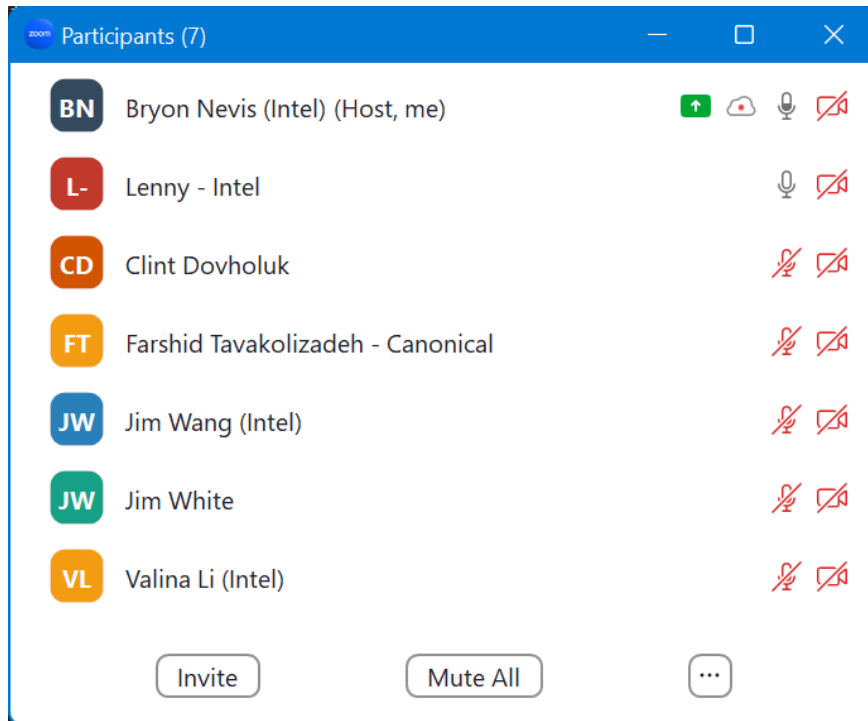 zoom Participants (7)
BN Bryon Nevis (Intel) (Host, me)
L- Lenny - Intel
CD Clint Dovholuk
FT Farshid Tavakolizadeh - Canonical
JW Jim Wang (Intel)
JW Jim White
VL Valina Li (Intel)
Invite Mute All ...